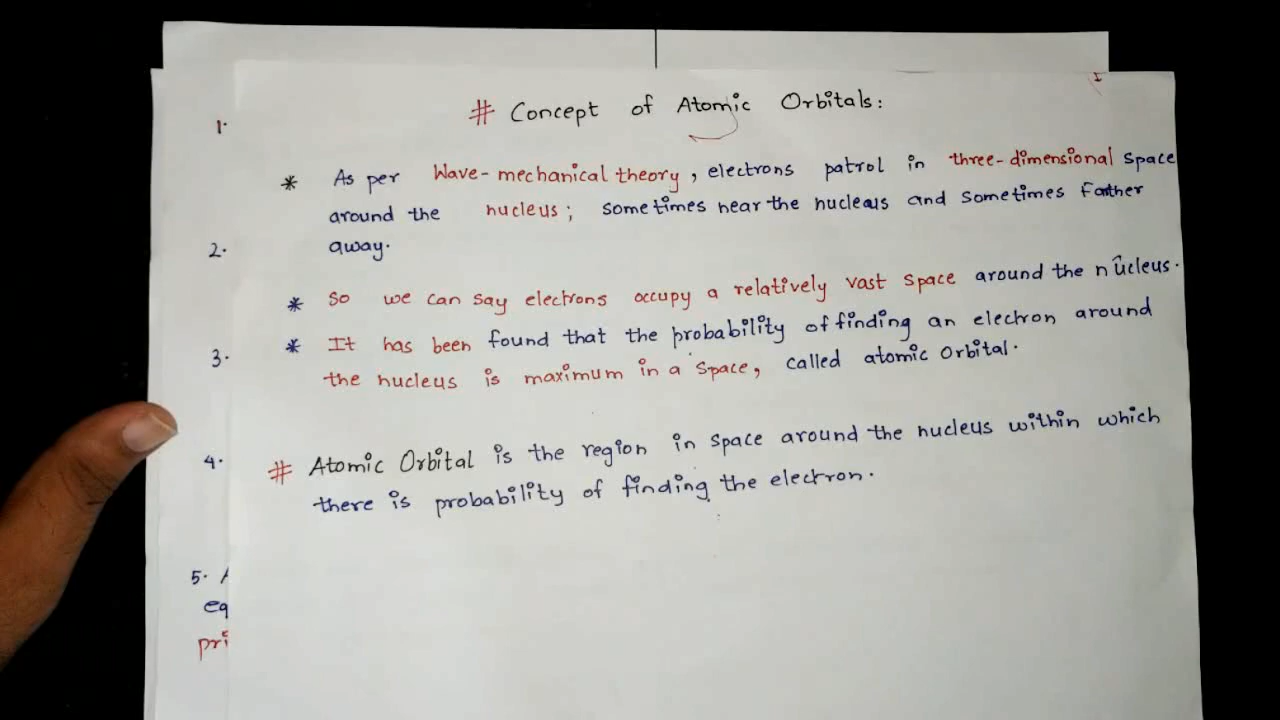 # Concept of Atomic Orbitals:
1.
* As per Wave-mechanical theory, electrons patrol in three-dimensional space
around the nucleus; sometimes near the nucleus and sometimes farther
2.
away.
* So we can say electrons occupy a relatively vast space around the nucleus.
* It has been found that the probability of finding an electron around
3.
the nucleus is maximum in a space, called atomic orbital.
4.
# Atomic Orbital is the region in space around the nucleus within which
there is probability of finding the electron.
5. A
eq
pri